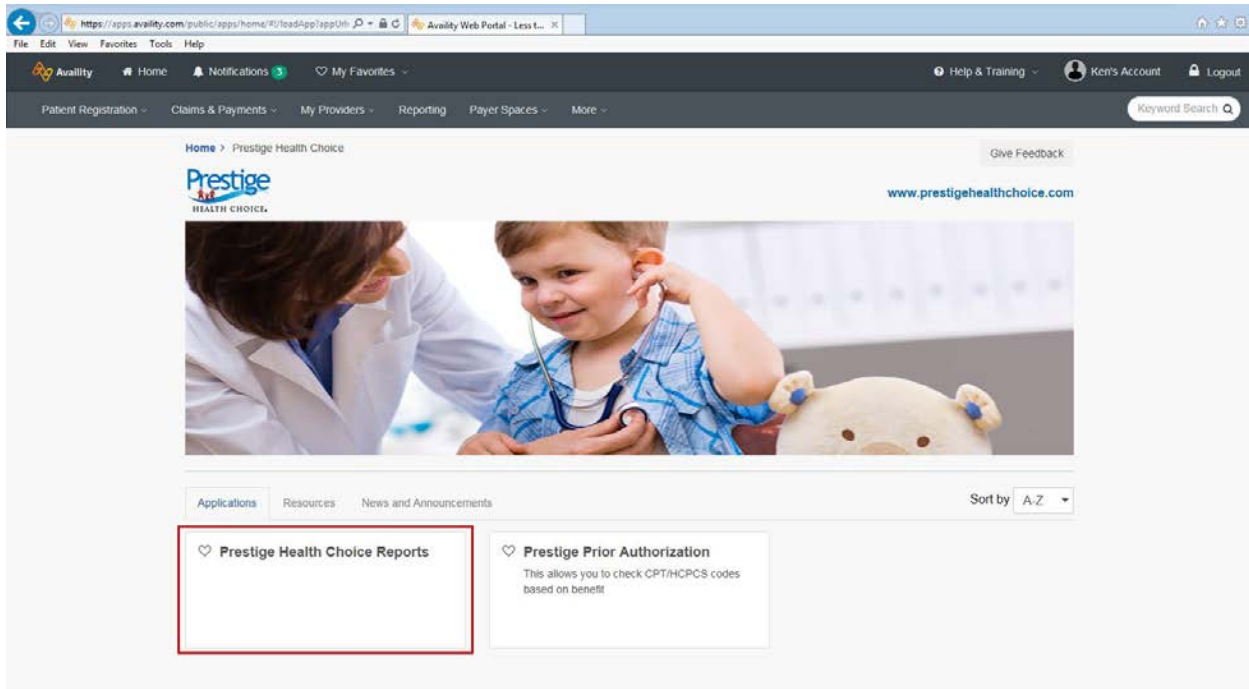 https://apps.availity.com/public/apps/home/#!/loadApp?appUrl
Availity Web Portal - Less t...
File Edit View Favorites Tools Help
Availity Home Notifications 3 My Favorites Help & Training Ken's Account Logout
Patient Registration Claims & Payments My Providers Reporting Payer Spaces More Keyword Search
Home > Prestige Health Choice Give Feedback
Prestige
HEALTH CHOICE.
www.prestigehealthchoice.com
Applications Resources News and Announcements Sort by A-Z
Prestige Health Choice Reports Prestige Prior Authorization
This allows you to check CPT/HCPCS codes
based on benefit